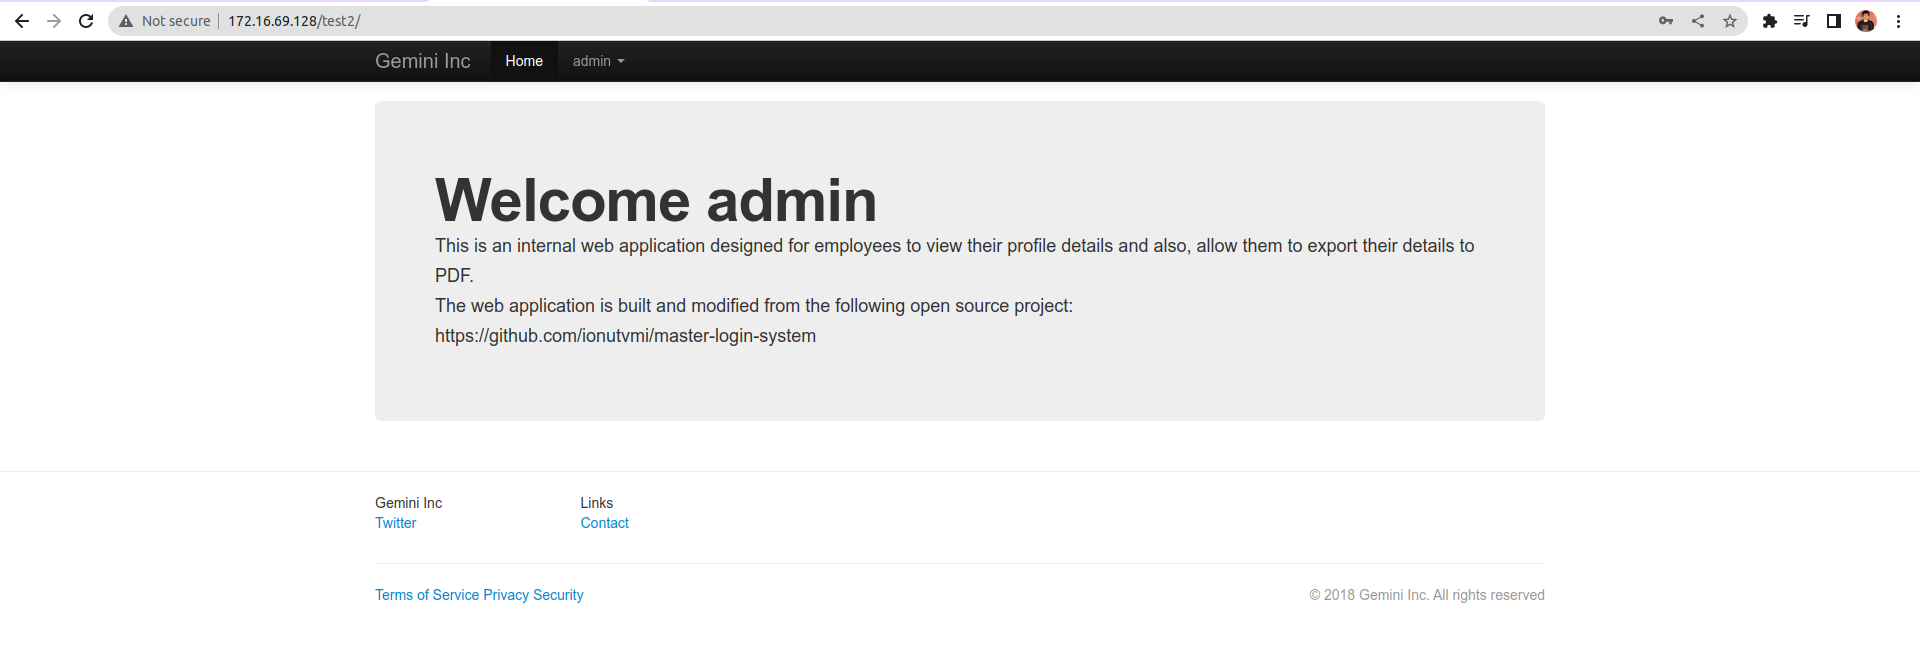 Not secure | 172.16.69.128/test2/
Gemini Inc Home admin
Welcome admin
This is an internal web application designed for employees to view their profile details and also, allow them to export their details to
PDF.
The web application is built and modified from the following open source project:
https://github.com/ionutvmi/master-login-system
Gemini Inc Links
Twitter Contact
Terms of Service Privacy Security © 2018 Gemini Inc. All rights reserved